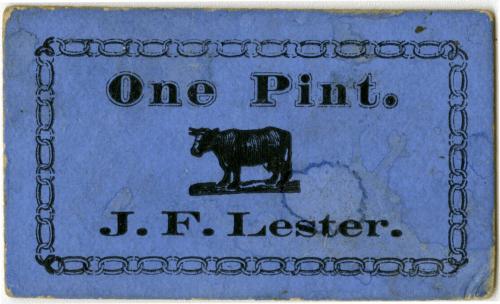 One Pint.
J. F. Lester.